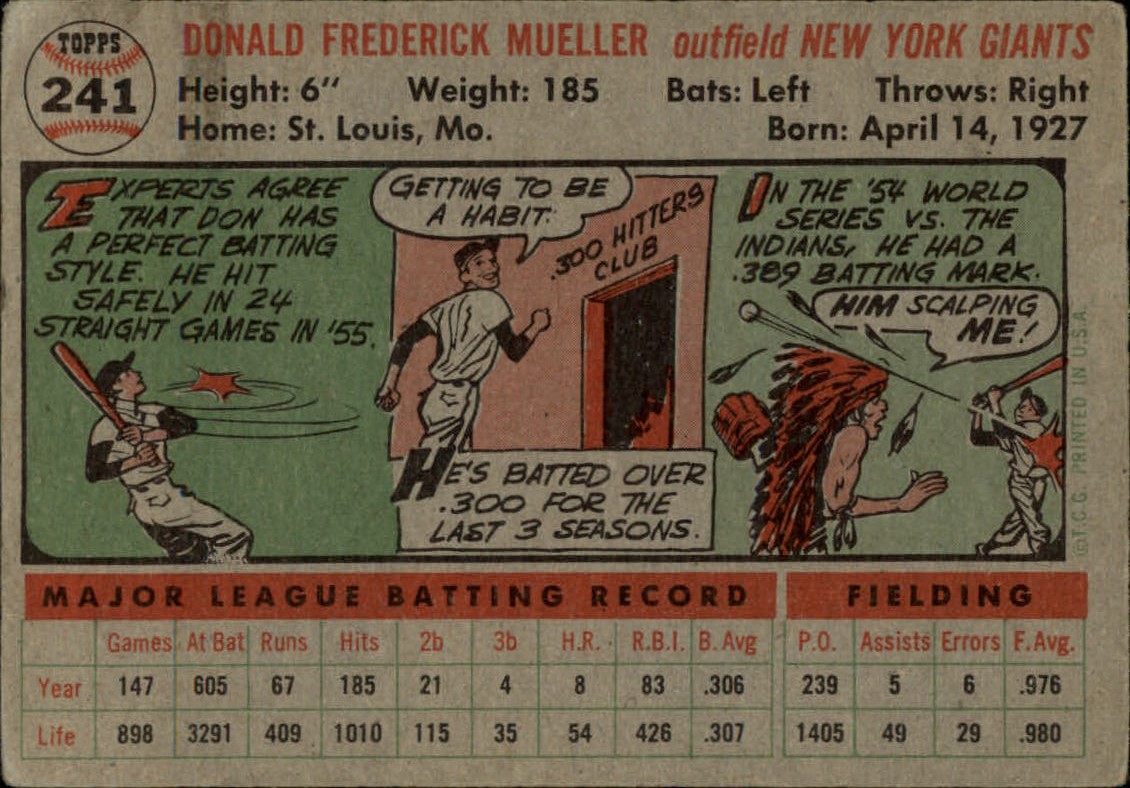 TOPPS
241
DONALD FREDERICK MUELLER outfield NEW YORK GIANTS
Height: 6" Weight: 185 Bats: Left Throws: Right
Home: St. Louis, Mo. Born: April 14, 1927
EXPERTS AGREE
THAT DON HAS
A PERFECT BATTING
STYLE. HE HIT
SAFELY IN 24
STRAIGHT GAMES IN '55.
GETTING TO BE
A HABIT.
.300 HITTERS
CLUB
HE'S BATTED OVER
.300 FOR THE
LAST 3 SEASONS.
IN THE '54 WORLD
SERIES VS. THE
INDIANS, HE HAD A
.389 BATTING MARK.
HIM SCALPING
ME!
©T.C.G. PRINTED IN U.S.A.
MAJOR LEAGUE BATTING RECORD FIELDING
Games At Bat Runs Hits 2b 3b H.R. R.B.I. B. Avg P.O. Assists Errors F. Avg.
Year 147 605 67 185 21 4 8 83 .306 239 5 6 .976
Life 898 3291 409 1010 115 35 54 426 .307 1405 49 29 .980